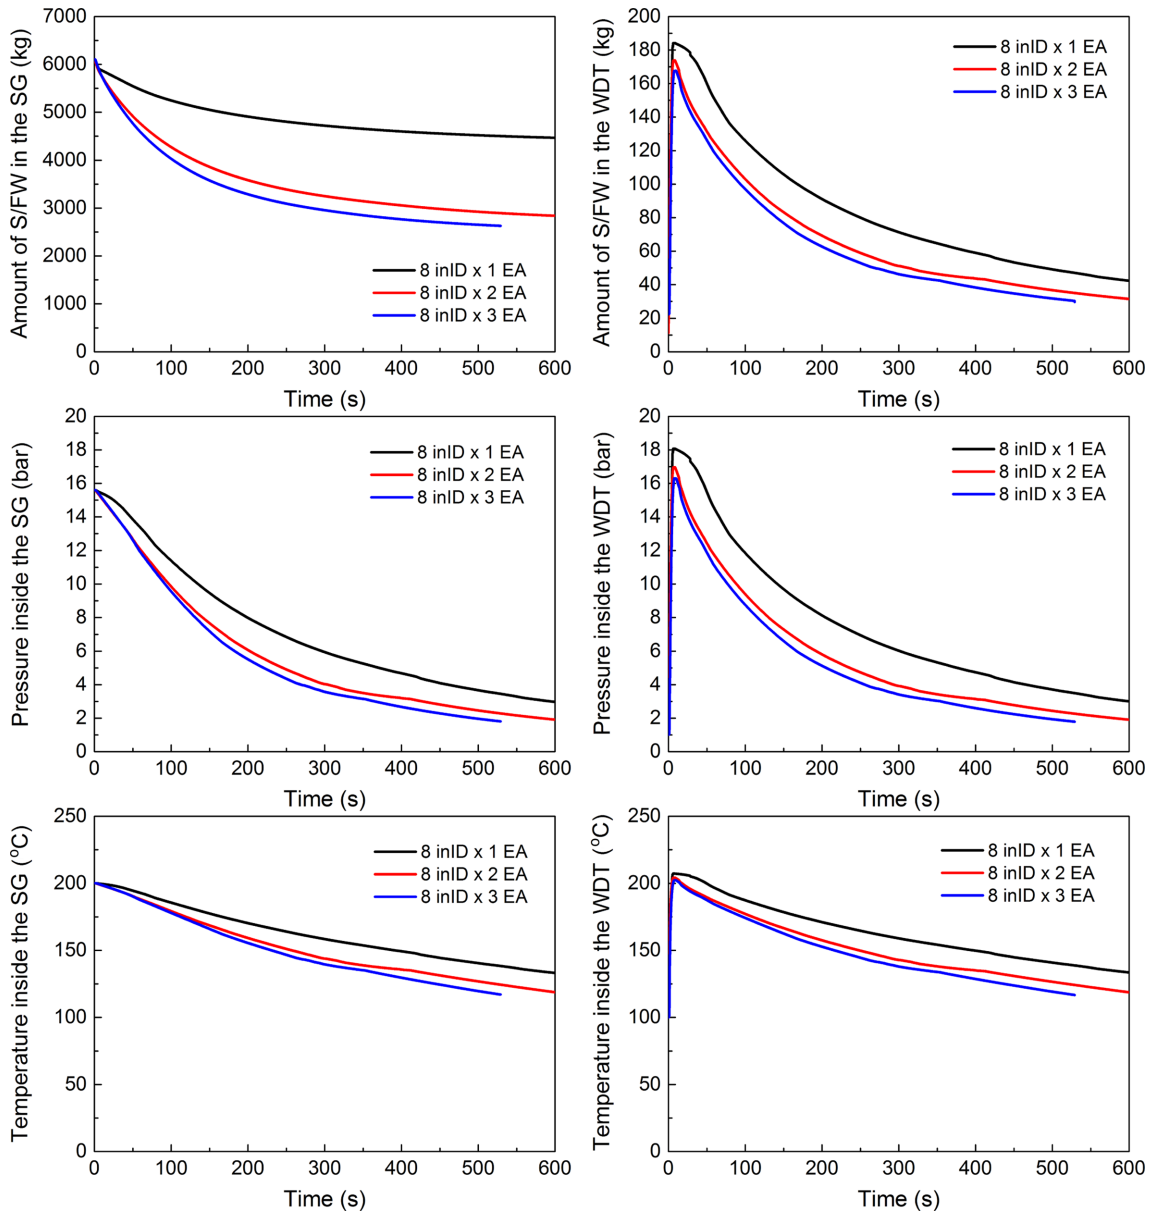 Amount of S/FW in the SG (kg)
7000
6000
5000
4000
3000
2000
1000
0
8 inID x 1 EA
8 inID x 2 EA
8 inID x 3 EA
0 100 200 300 400 500 600
Time (s)
Amount of S/FW in the WDT (kg)
200
180
160
140
120
100
80
60
40
20
0
8 inID x 1 EA
8 inID x 2 EA
8 inID x 3 EA
0 100 200 300 400 500 600
Time (s)
Pressure inside the SG (bar)
20
18
16
14
12
10
8
6
4
2
0
8 inID x 1 EA
8 inID x 2 EA
8 inID x 3 EA
0 100 200 300 400 500 600
Time (s)
Pressure inside the WDT (bar)
20
18
16
14
12
10
8
6
4
2
0
8 inID x 1 EA
8 inID x 2 EA
8 inID x 3 EA
0 100 200 300 400 500 600
Time (s)
Temperature inside the SG (°C)
250
200
150
100
50
0
8 inID x 1 EA
8 inID x 2 EA
8 inID x 3 EA
0 100 200 300 400 500 600
Time (s)
Temperature inside the WDT (°C)
250
200
150
100
50
0
8 inID x 1 EA
8 inID x 2 EA
8 inID x 3 EA
0 100 200 300 400 500 600
Time (s)